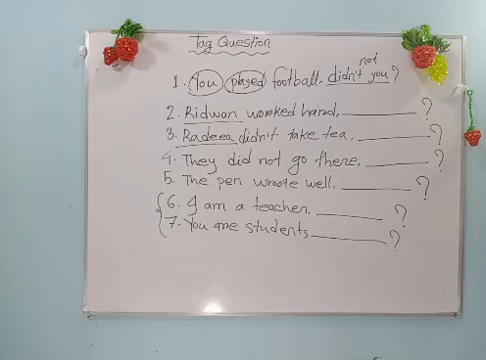 Tag Question
not
1. You played football, didn't you?
2. Ridwan worked hard, ________ ?
3. Radeea didn't take tea, ________ ?
4. They did not go there, ________ ?
5. The pen wrote well, ________ ?
6. I am a teacher, ________ ?
7. You are students ________ ?